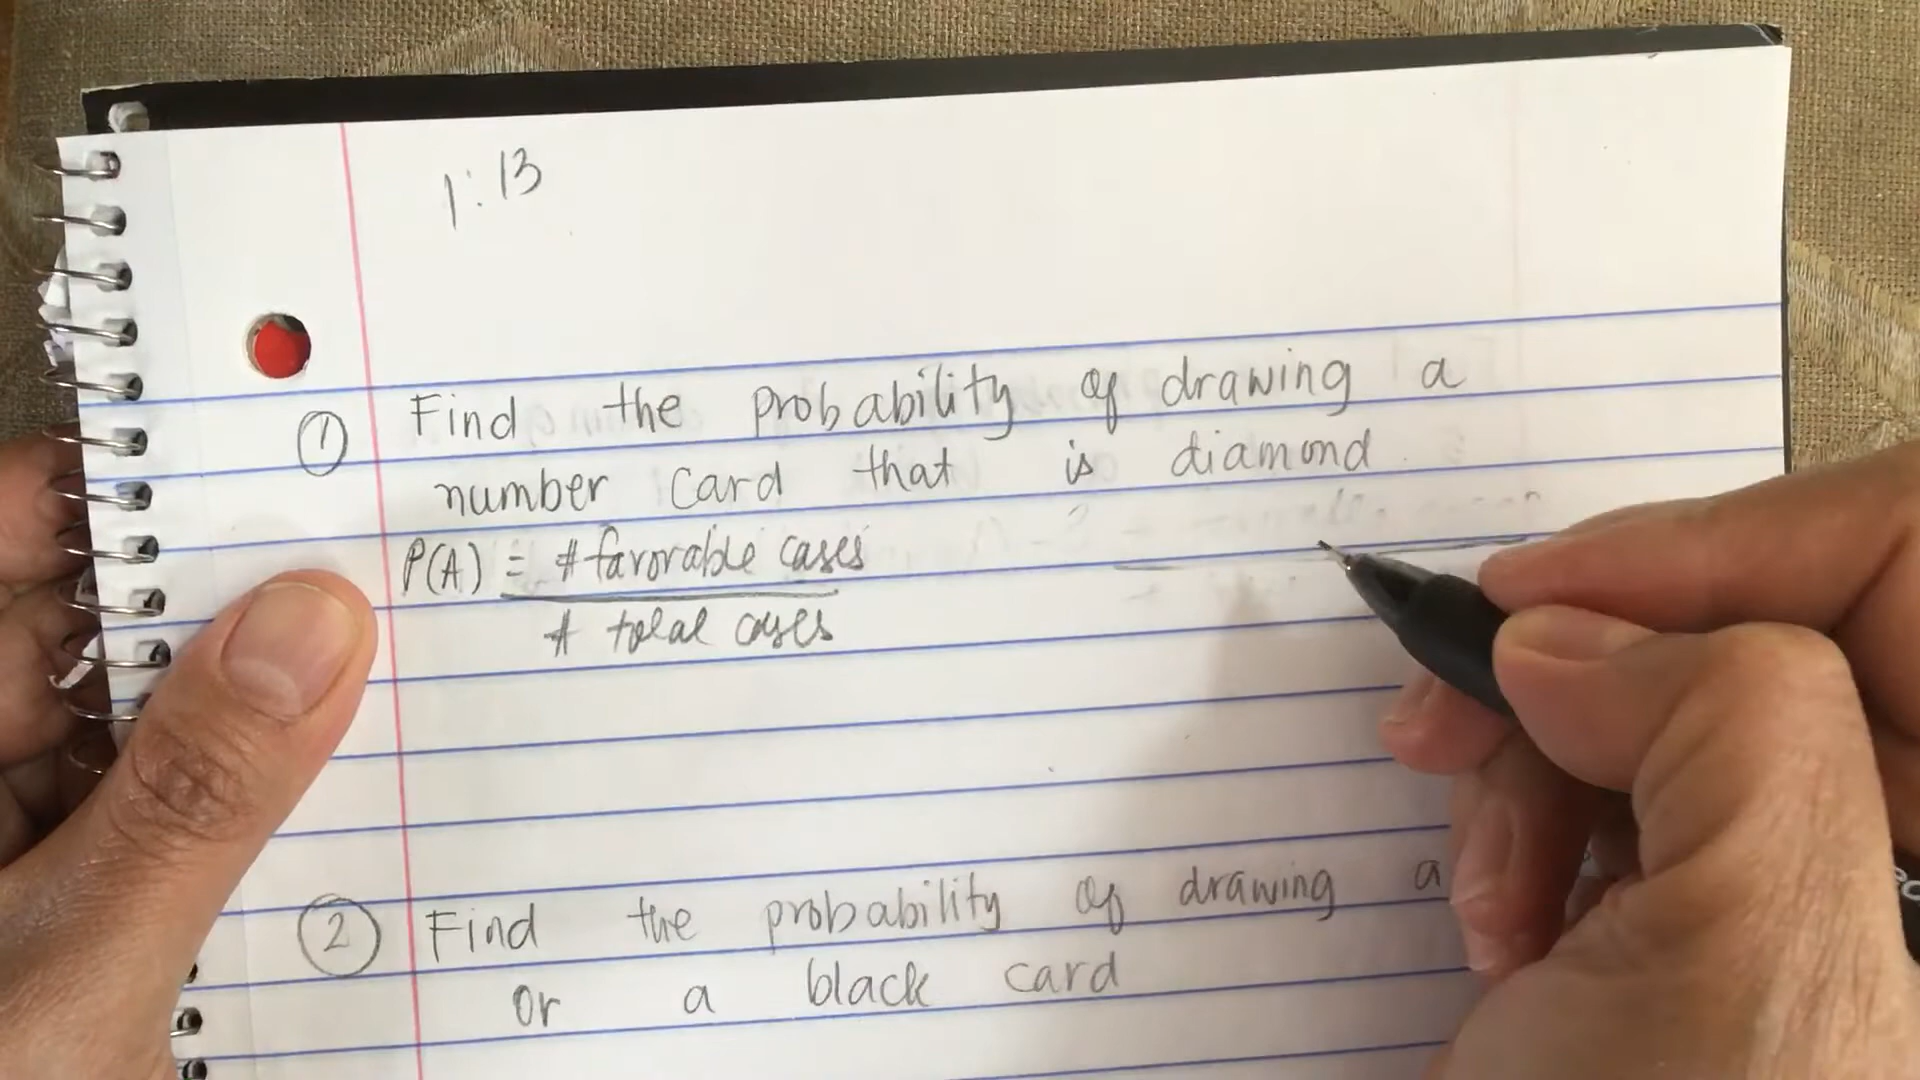 1:13
① Find the probability of drawing a
number card that is diamond
P(A) = # favorable cases
# total cases
② Find the probability of drawing a
or a black card